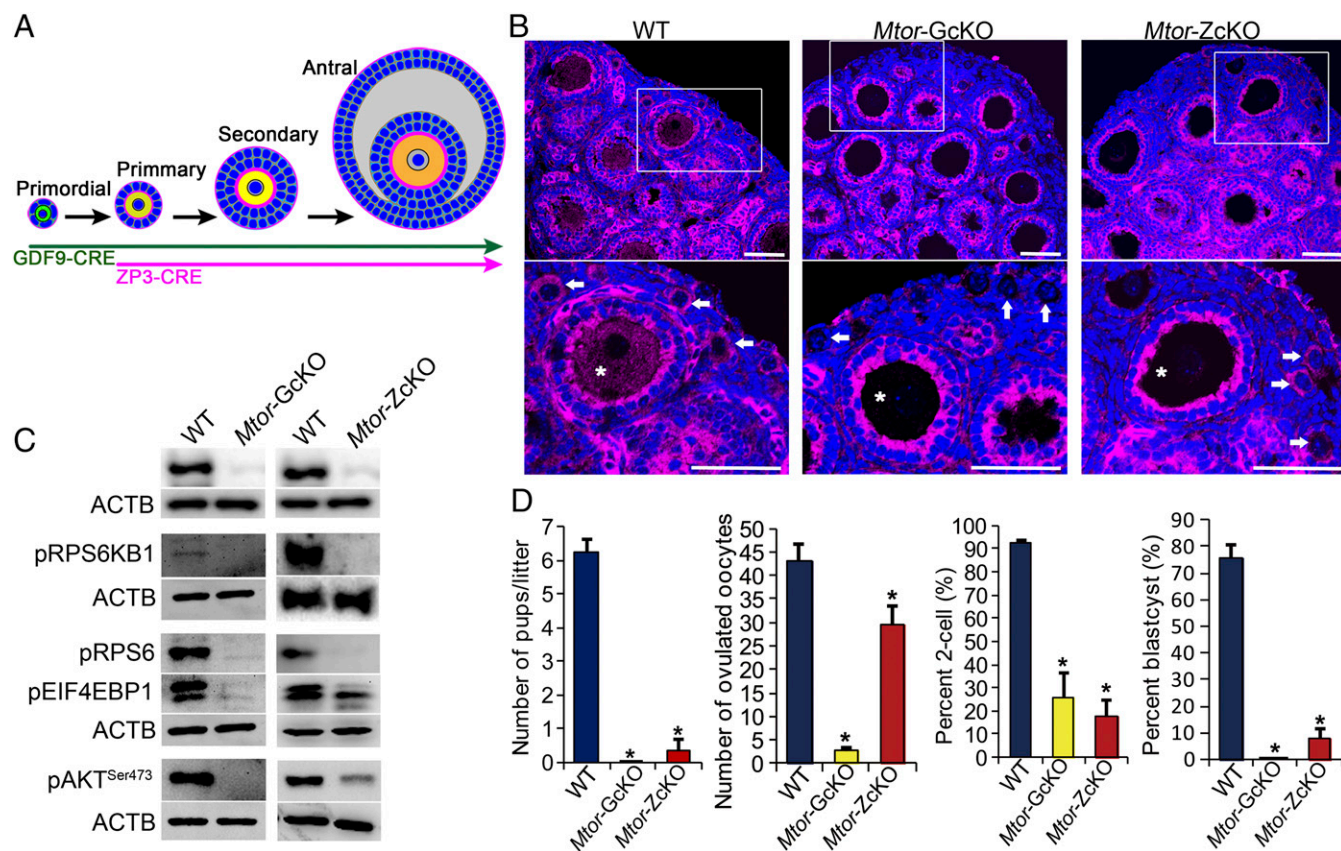 A
Primordial
Primmary
Secondary
Antral
GDF9-CRE
ZP3-CRE
B
WT
Mtor-GcKO
Mtor-ZcKO
*
*
*
C
WT
Mtor-GcKO
WT
Mtor-ZcKO
ACTB
pRPS6KB1
ACTB
pRPS6
pEIF4EBP1
ACTB
pAKTSer473
ACTB
D
Number of pups/litter
7
6
5
4
3
2
1
0
*
*
WT
Mtor-GcKO
Mtor-ZcKO
Number of ovulated oocytes
50
45
40
35
30
25
20
15
10
5
0
*
*
WT
Mtor-GcKO
Mtor-ZcKO
Percent 2-cell (%)
100
90
80
70
60
50
40
30
20
10
0
*
*
WT
Mtor-GcKO
Mtor-ZcKO
Percent blastcyst (%)
90
80
70
60
50
40
30
20
10
0
*
*
WT
Mtor-GcKO
Mtor-ZcKO